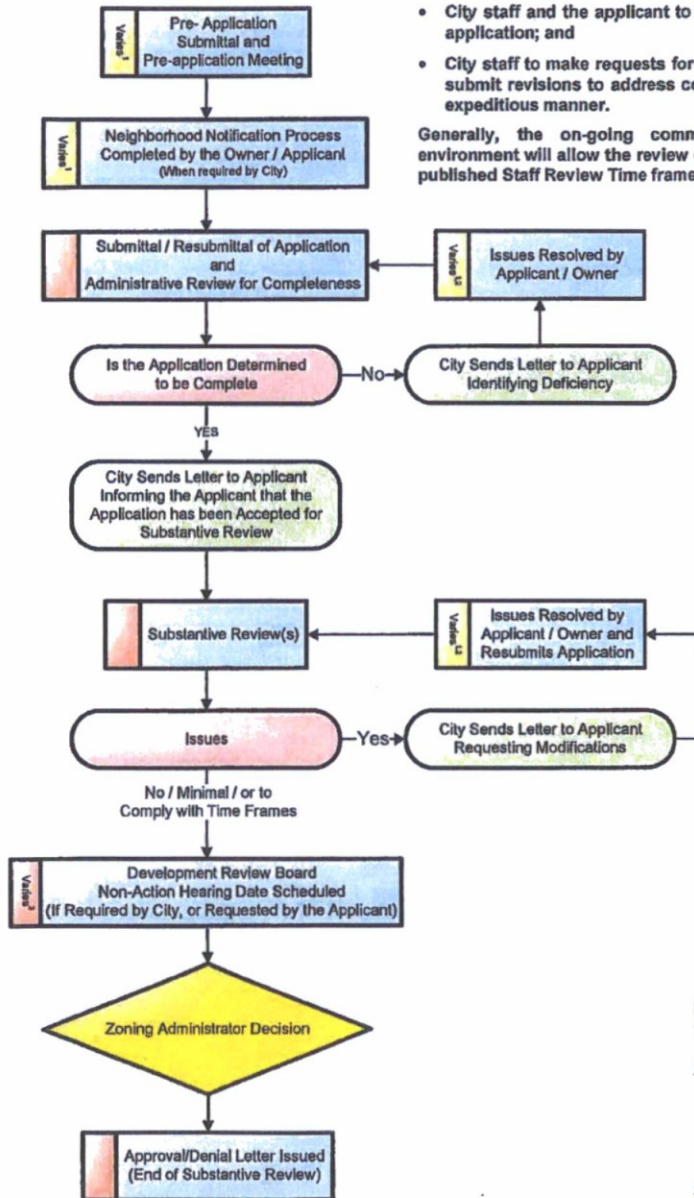 Pre- Application
Submittal and
Pre-application Meeting
Varies¹
• City staff and the applicant to
application; and
• City staff to make requests for
submit revisions to address
expeditious manner.
Generally, the on-going
environment will allow the review
published Staff Review Time
Neighborhood Notification Process
Completed by the Owner / Applicant
(When required by City)
Varies¹
Submittal / Resubmittal of Application
and
Administrative Review for Completeness
Varies¹,²
Issues Resolved by
Applicant / Owner
Is the Application Determined
to be Complete
No
City Sends Letter to Applicant
Identifying Deficiency
YES
City Sends Letter to Applicant
Informing the Applicant that the
Application has been Accepted for
Substantive Review
Substantive Review(s)
Varies¹,²
Issues Resolved by
Applicant / Owner and
Resubmits Application
Issues
Yes
City Sends Letter to Applicant
Requesting Modifications
No / Minimal / or to
Comply with Time Frames
Varies³
Development Review Board
Non-Action Hearing Date Scheduled
(If Required by City, or Requested by the Applicant)
Zoning Administrator Decision
Approval/Denial Letter Issued
(End of Substantive Review)